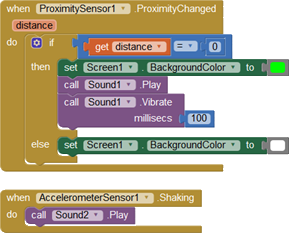 when ProximitySensor1 .ProximityChanged
distance
do if get distance = 0
then set Screen1 . BackgroundColor to
call Sound1 .Play
call Sound1 .Vibrate
millisecs 100
else set Screen1 . BackgroundColor to
when AccelerometerSensor1 .Shaking
do call Sound2 .Play